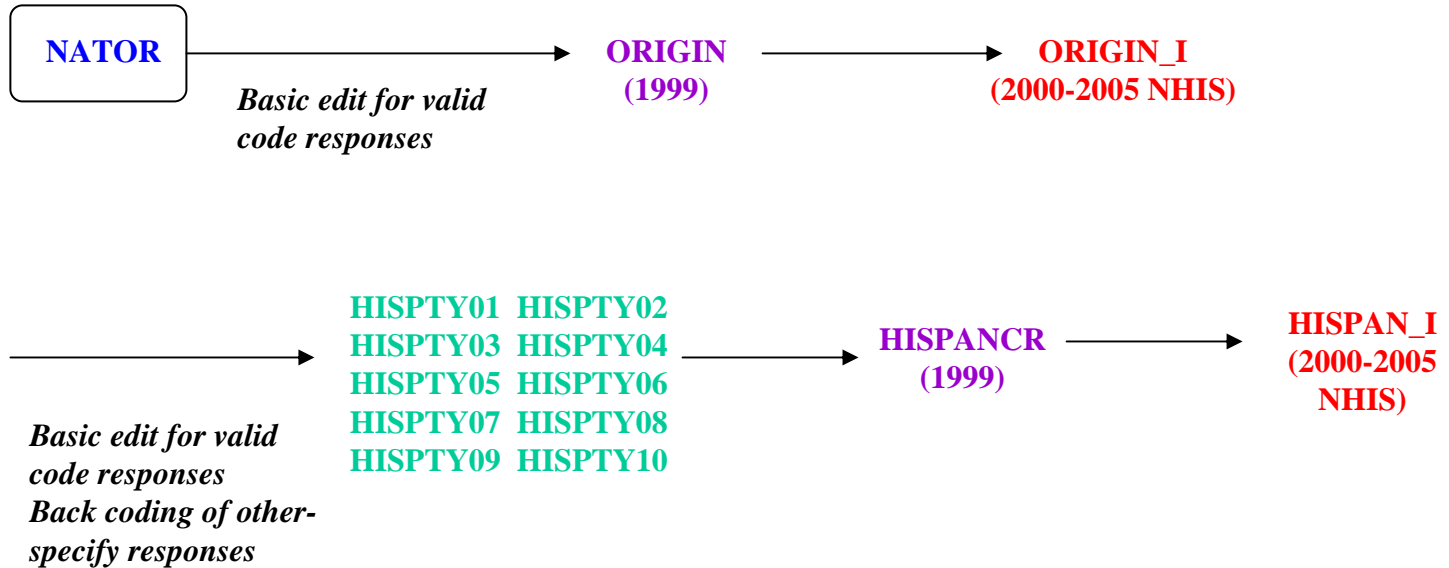 NATOR
Basic edit for valid
code responses
ORIGIN
(1999)
ORIGIN_I
(2000-2005 NHIS)
Basic edit for valid
code responses
Back coding of other-
specify responses
HISPTY01 HISPTY02
HISPTY03 HISPTY04
HISPTY05 HISPTY06
HISPTY07 HISPTY08
HISPTY09 HISPTY10
HISPANCR
(1999)
HISPAN_I
(2000-2005
NHIS)